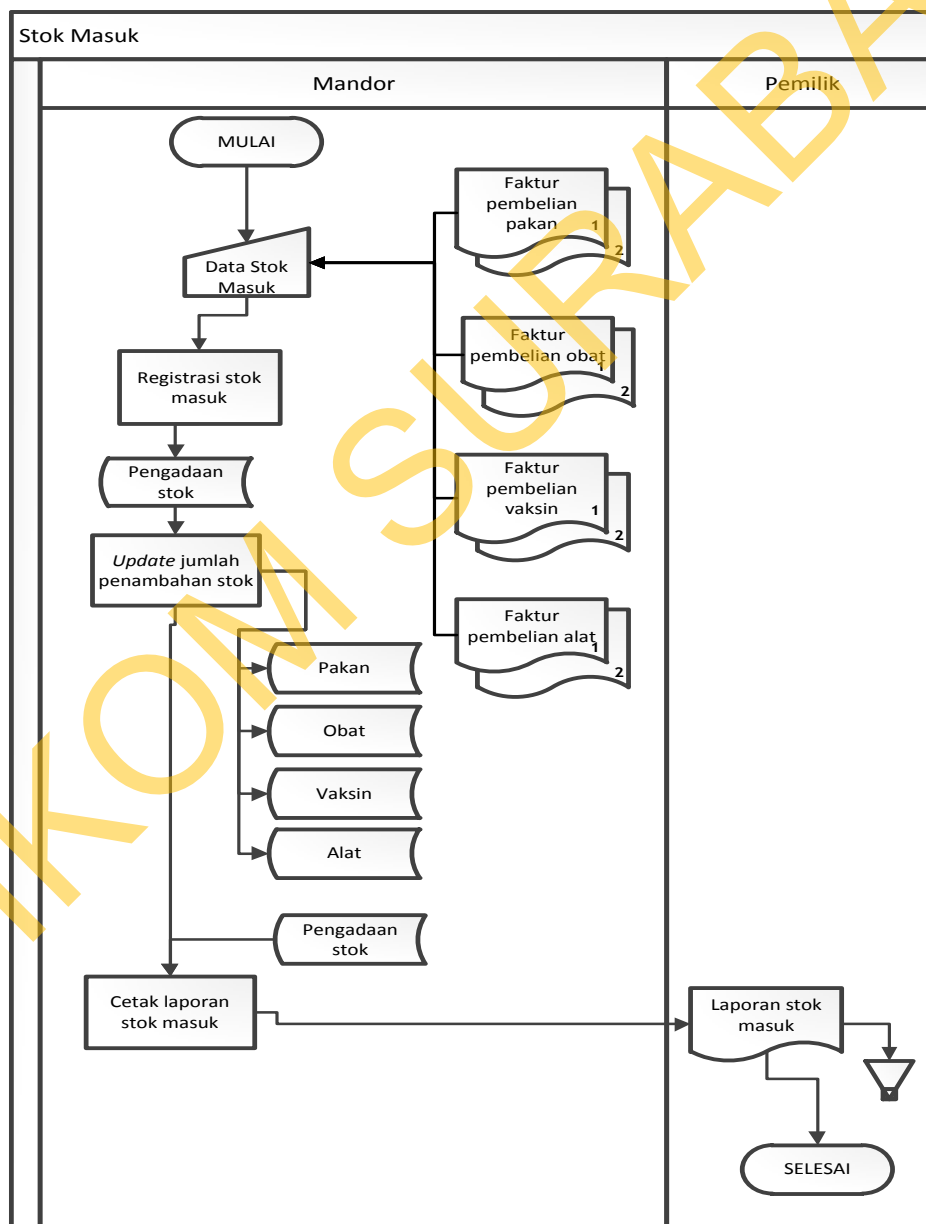 Stok Masuk
Mandor
Pemilik
MULAI
Faktur
pembelian
pakan
1
2
Data Stok
Masuk
Faktur
pembelian obat
1
2
Registrasi stok
masuk
Pengadaan
stok
Faktur
pembelian
vaksin
1
2
Update jumlah
penambahan stok
Faktur
pembelian alat
1
2
Pakan
Obat
Vaksin
Alat
Pengadaan
stok
Cetak laporan
stok masuk
Laporan stok
masuk
SELESAI
IKOM SURABA